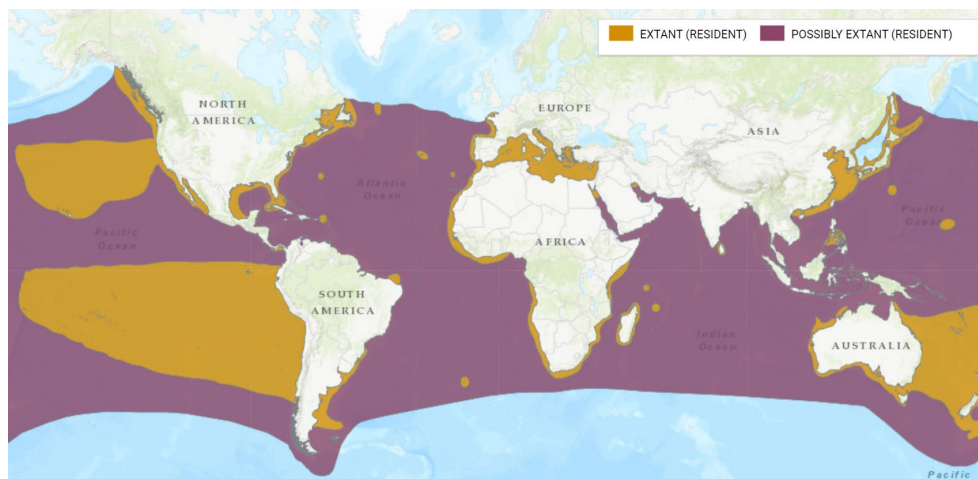 EXTANT (RESIDENT) POSSIBLY EXTANT (RESIDENT)
NORTH
AMERICA
EUROPE
ASIA
Atlantic
Ocean
Pacific
Ocean
Pacific
Ocean
AFRICA
SOUTH
AMERICA
Indian
Ocean
AUSTRALIA
Pacific